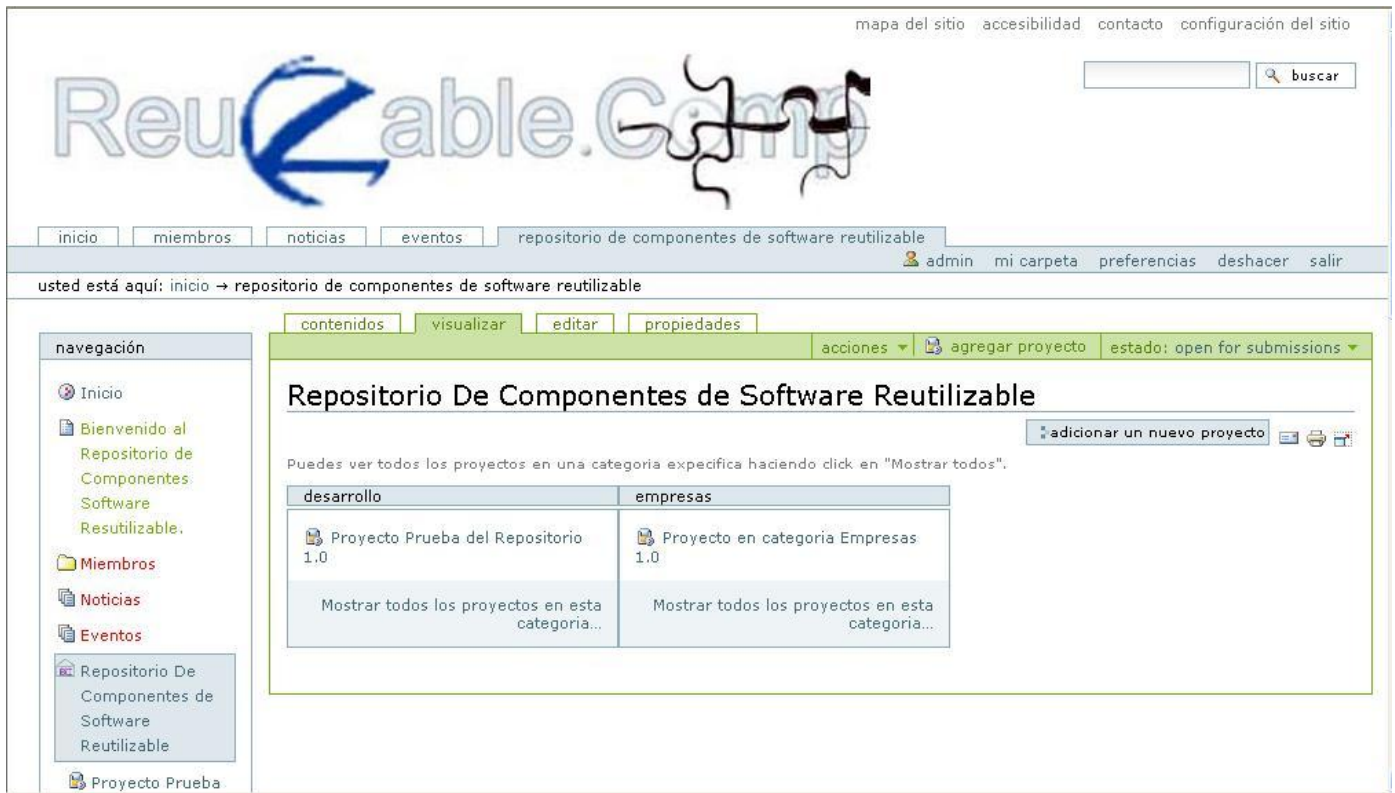 mapa del sitio accesibilidad contacto configuración del sitio
buscar
ReuZable.Comp
inicio miembros noticias eventos repositorio de componentes de software reutilizable
admin mi carpeta preferencias deshacer salir
usted está aquí: inicio → repositorio de componentes de software reutilizable
contenidos visualizar editar propiedades
acciones agregar proyecto estado: open for submissions
navegación
Inicio
Bienvenido al
Repositorio de
Componentes
Software
Resutilizable.
Miembros
Noticias
Eventos
Repositorio De
Componentes de
Software
Reutilizable
Proyecto Prueba
Repositorio De Componentes de Software Reutilizable
adicionar un nuevo proyecto
Puedes ver todos los proyectos en una categoria expecifica haciendo click en "Mostrar todos".
desarrollo empresas
Proyecto Prueba del Repositorio
1.0
Proyecto en categoria Empresas
1.0
Mostrar todos los proyectos en esta
categoria...
Mostrar todos los proyectos en esta
categoria...